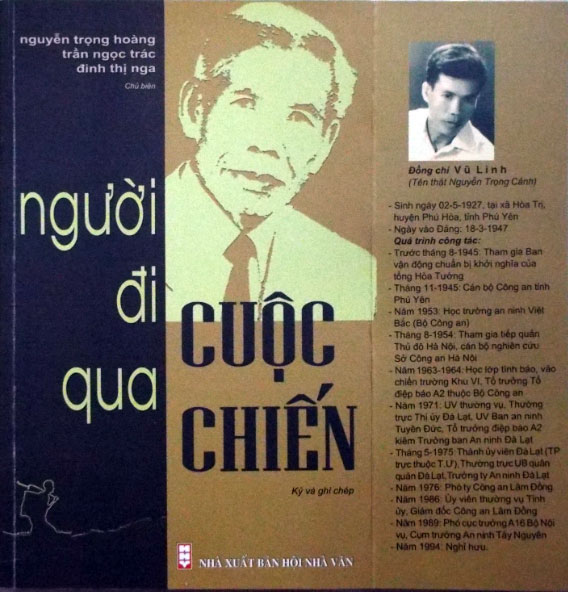 nguyễn trọng hoàng
trần ngọc trác
đinh thị nga
Chủ biên
người
đi
qua
CUỘC
CHIẾN
Ký và ghi chép
NHÀ XUẤT BẢN HỘI NHÀ VĂN
Đồng chí Vũ Linh
(Tên thật Nguyễn Trọng Cảnh)
- Sinh ngày 02-5-1927, tại xã Hòa Trị,
huyện Phú Hòa, tỉnh Phú Yên
- Ngày vào Đảng: 18-3-1947
Quá trình công tác:
- Trước tháng 8-1945: Tham gia Ban
vận động chuẩn bị khởi nghĩa của
tổng Hòa Tường
- Tháng 11-1945: Cán bộ Công an tỉnh
Phú Yên
- Năm 1953: Học trường an ninh Việt
Bắc (Bộ Công an)
- Tháng 8-1954: Tham gia tiếp quản
Thủ đô Hà Nội, cán bộ nghiên cứu
Sở Công an Hà Nội
- Năm 1963-1964: Học lớp tình báo, vào
chiến trường Khu VI, Tổ trưởng Tổ
điệp báo A2 thuộc Bộ Công an
- Năm 1971: UV thường vụ, Thường
trực Thị ủy Đà Lạt, UV Ban an ninh
Tuyên Đức, Tổ trưởng điệp báo A2
kiêm Trưởng ban An ninh Đà Lạt
- Tháng 5-1975: Thành ủy viên Đà Lạt (TP
trực thuộc T.Ư), Thường trực UB quân
quản Đà Lạt, Trưởng ty An ninh Đà Lạt
- Năm 1976: Phó ty Công an Lâm Đồng
- Năm 1986: Ủy viên thường vụ Tỉnh
ủy, Giám đốc Công an Lâm Đồng
- Năm 1989: Phó cục trưởng A16 Bộ Nội
vụ, Cụm trưởng An ninh Tây Nguyên
- Năm 1994: Nghỉ hưu.